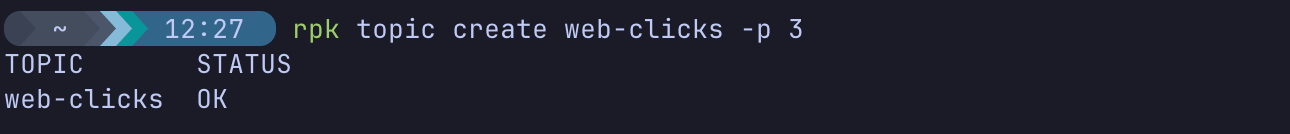 ~ 12:27 rpk topic create web-clicks -p 3
TOPIC       STATUS
web-clicks  OK